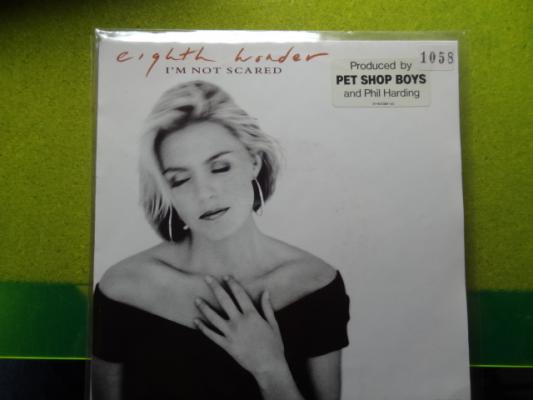 eighth wonder
I'M NOT SCARED
1058
Produced by
PET SHOP BOYS
and Phil Harding